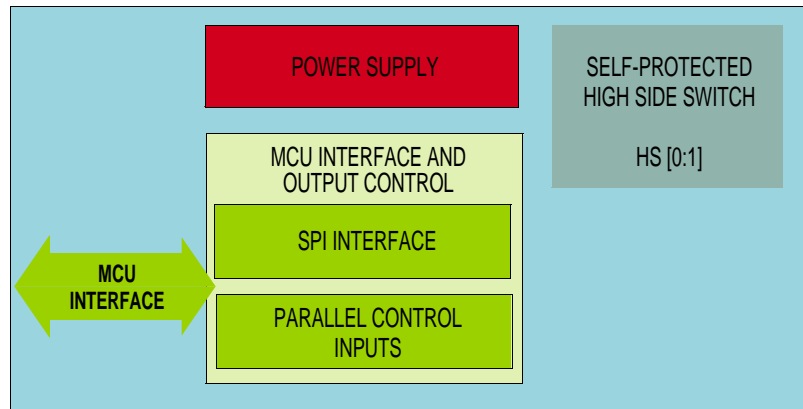 POWER SUPPLY
SELF-PROTECTED
HIGH SIDE SWITCH
HS [0:1]
MCU INTERFACE AND
OUTPUT CONTROL
SPI INTERFACE
MCU
INTERFACE
PARALLEL CONTROL
INPUTS